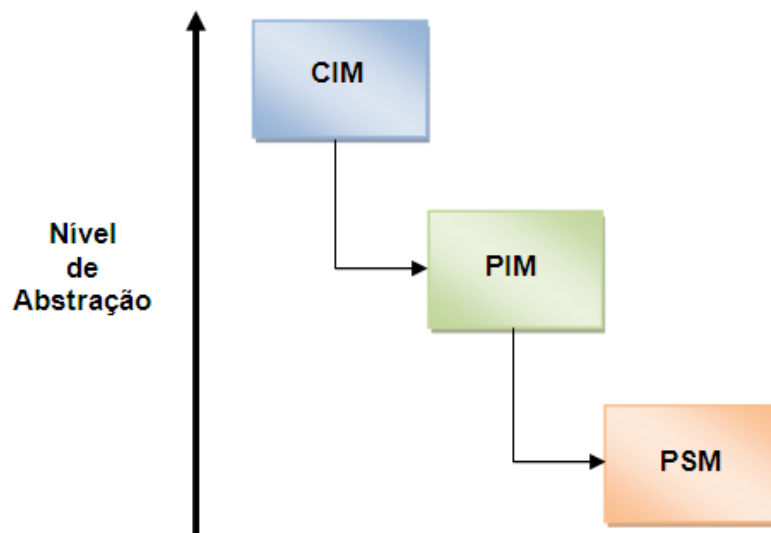 CIM
Nível
de
Abstração
PIM
PSM